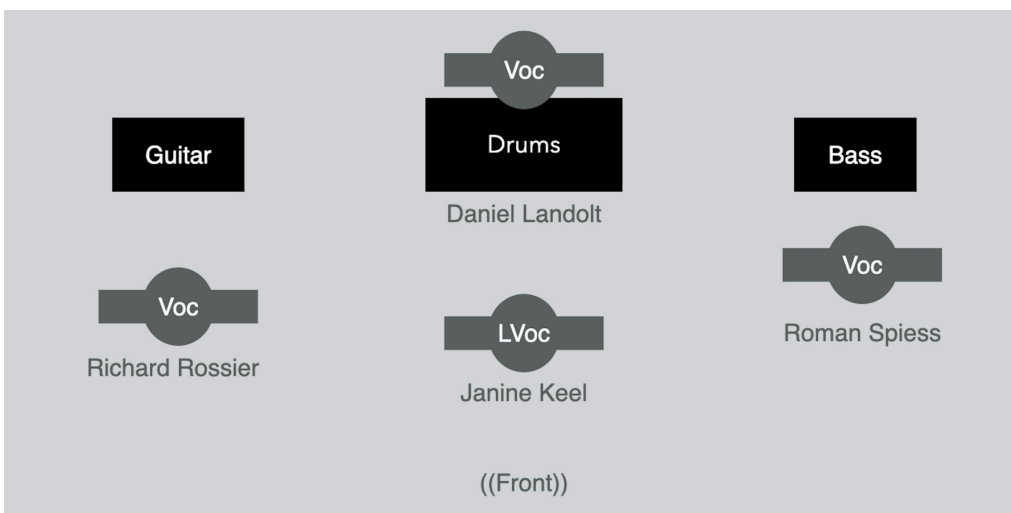 Voc
Guitar
Drums
Bass
Daniel Landolt
Voc
Voc
LVoc
Roman Spiess
Richard Rossier
Janine Keel
((Front))